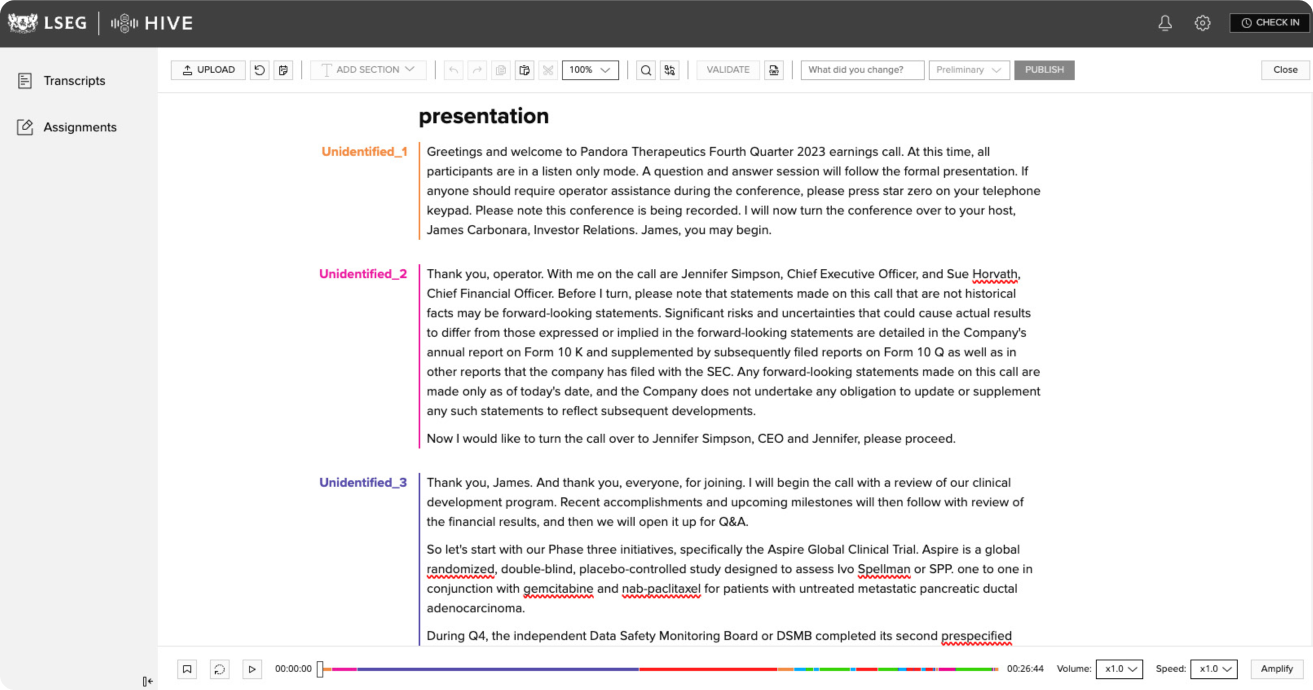 LSEG HIVE
CHECK IN
Transcripts
Assignments
UPLOAD
ADD SECTION
100%
VALIDATE
What did you change?
Preliminary
PUBLISH
Close
presentation
Unidentified_1
Greetings and welcome to Pandora Therapeutics Fourth Quarter 2023 earnings call. At this time, all
participants are in a listen only mode. A question and answer session will follow the formal presentation. If
anyone should require operator assistance during the conference, please press star zero on your telephone
keypad. Please note this conference is being recorded. I will now turn the conference over to your host,
James Carbonara, Investor Relations. James, you may begin.
Unidentified_2
Thank you, operator. With me on the call are Jennifer Simpson, Chief Executive Officer, and Sue Horvath,
Chief Financial Officer. Before I turn, please note that statements made on this call that are not historical
facts may be forward-looking statements. Significant risks and uncertainties that could cause actual results
to differ from those expressed or implied in the forward-looking statements are detailed in the Company's
annual report on Form 10 K and supplemented by subsequently filed reports on Form 10 Q as well as in
other reports that the company has filed with the SEC. Any forward-looking statements made on this call are
made only as of today's date, and the Company does not undertake any obligation to update or supplement
any such statements to reflect subsequent developments.
Now I would like to turn the call over to Jennifer Simpson, CEO and Jennifer, please proceed.
Unidentified_3
Thank you, James. And thank you, everyone, for joining. I will begin the call with a review of our clinical
development program. Recent accomplishments and upcoming milestones will then follow with review of
the financial results, and then we will open it up for Q&A.
So let's start with our Phase three initiatives, specifically the Aspire Global Clinical Trial. Aspire is a global
randomized, double-blind, placebo-controlled study designed to assess Ivo Spellman or SPP. one to one in
conjunction with gemcitabine and nab-paclitaxel for patients with untreated metastatic pancreatic ductal
adenocarcinoma.
During Q4, the independent Data Safety Monitoring Board or DSMB completed its second prespecified
00:00:00
00:26:44
Volume:
x1.0
Speed:
x1.0
Amplify